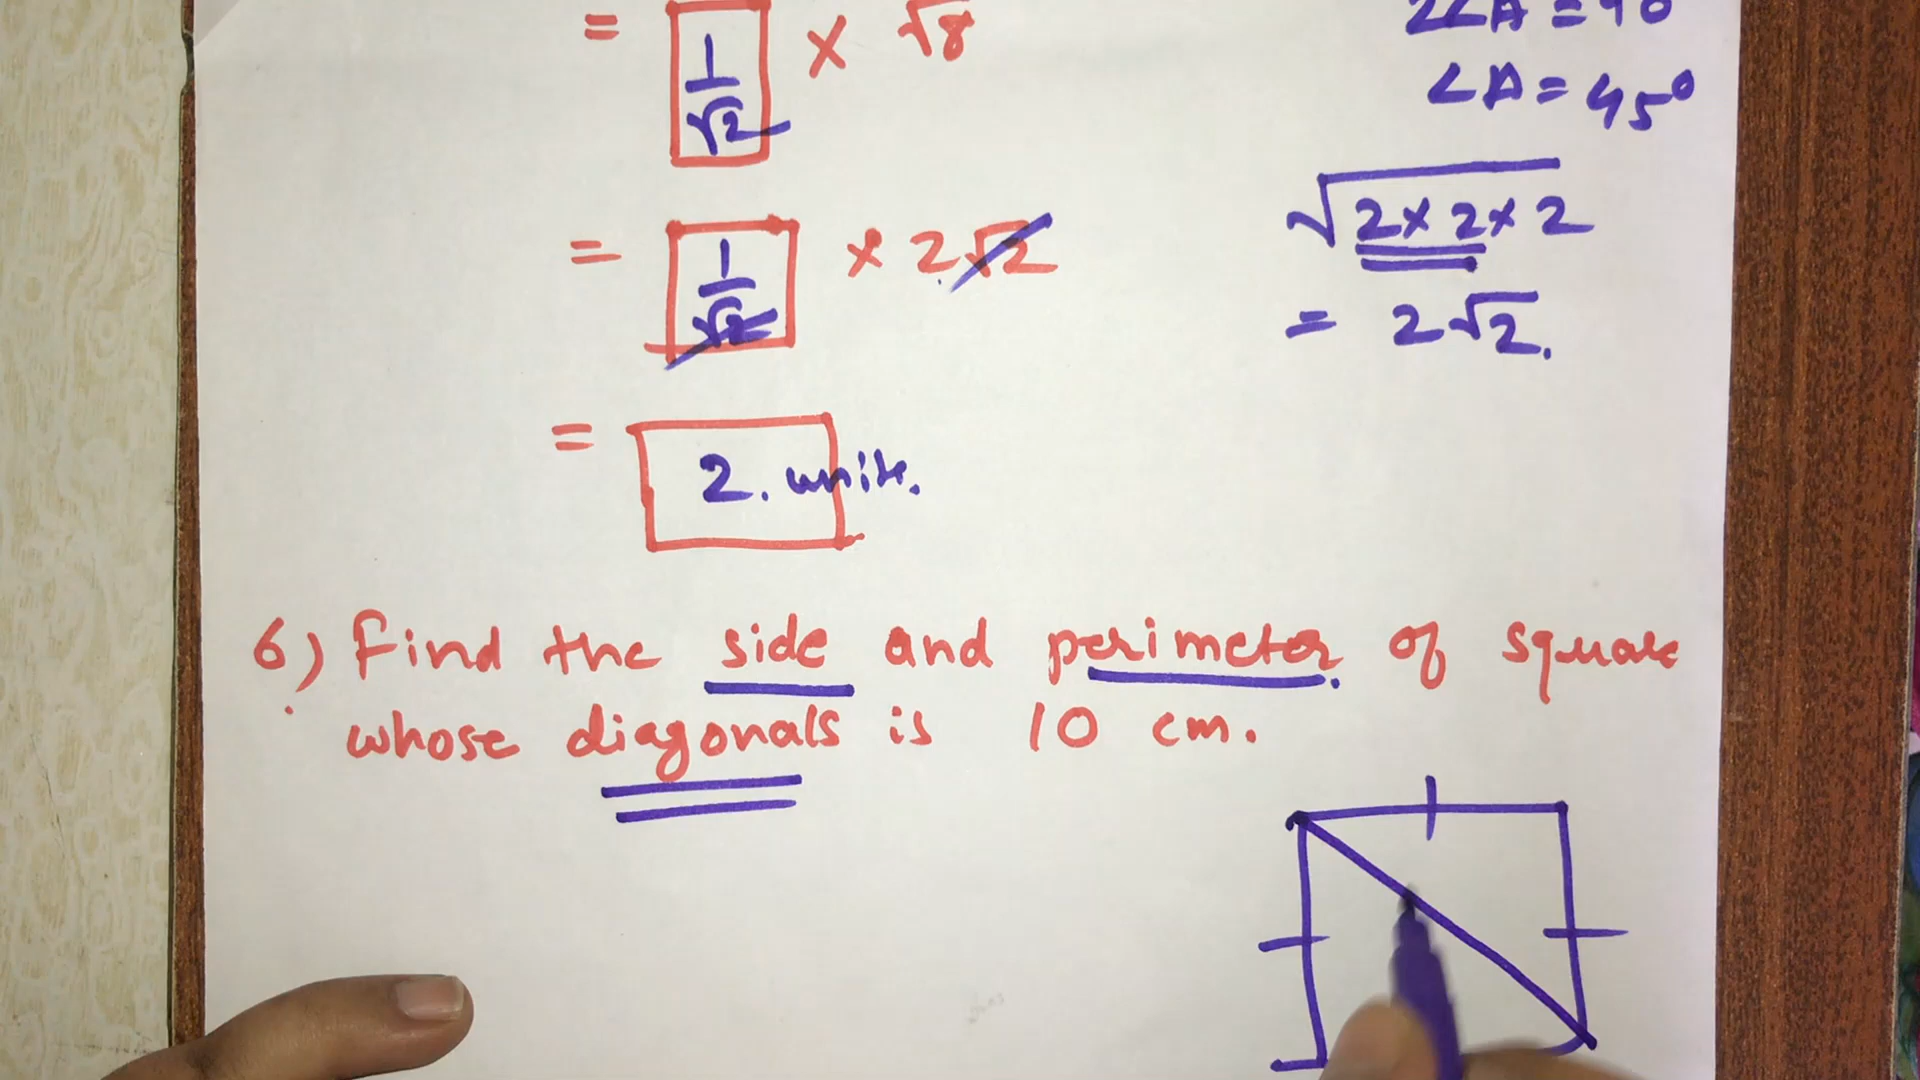 = 1/√2 × √8
2∠A = 90
∠A = 45°
= 1/√2 × 2√2
√2×2×2
= 2√2.
= 2. units.
6) Find the side and perimeter of square
whose diagonals is 10 cm.